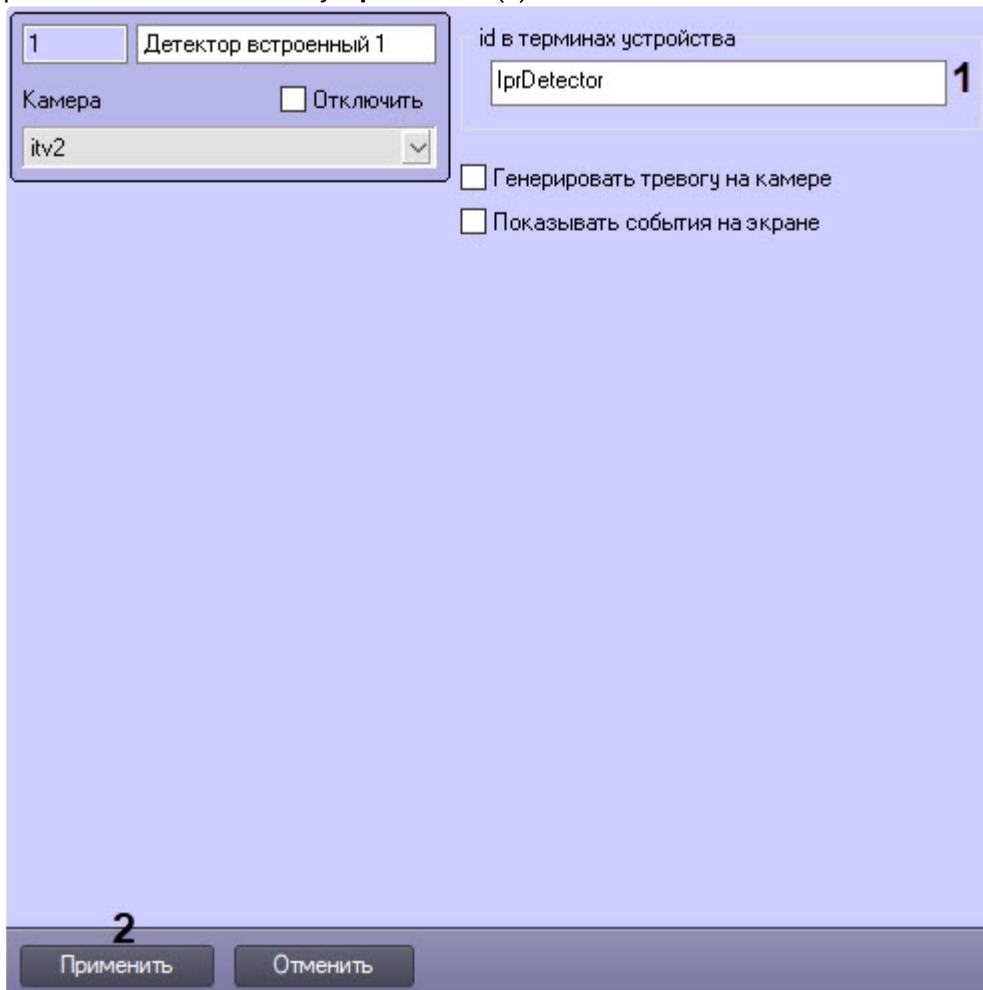 1
Детектор встроенный 1
Камера
Отключить
itv2
id в терминах устройства
lprDetector
1
Генерировать тревогу на камере
Показывать события на экране
2
Применить
Отменить